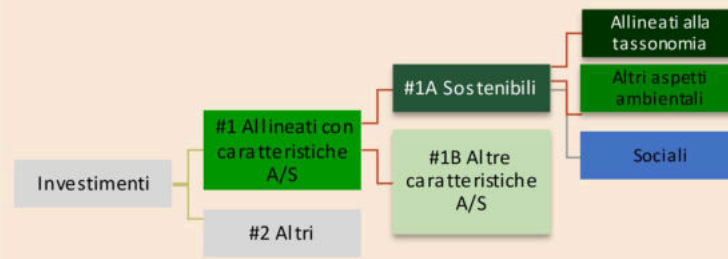 Allineati alla
tassonomia
#1A Sostenibili
Altri aspetti
ambientali
#1 Allineati con
caratteristiche
A/S
#1B Altre
caratteristiche
A/S
Sociali
Investimenti
#2 Altri